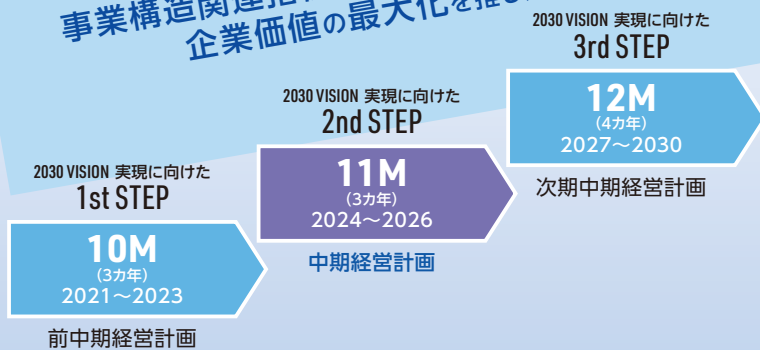 事業構造関連
企業価値の最大化を
2030 VISION 実現に向けた
3rd STEP
12M
(4カ年)
2027～2030
次期中期経営計画
2030 VISION 実現に向けた
2nd STEP
11M
(3カ年)
2024～2026
中期経営計画
2030 VISION 実現に向けた
1st STEP
10M
(3カ年)
2021～2023
前中期経営計画